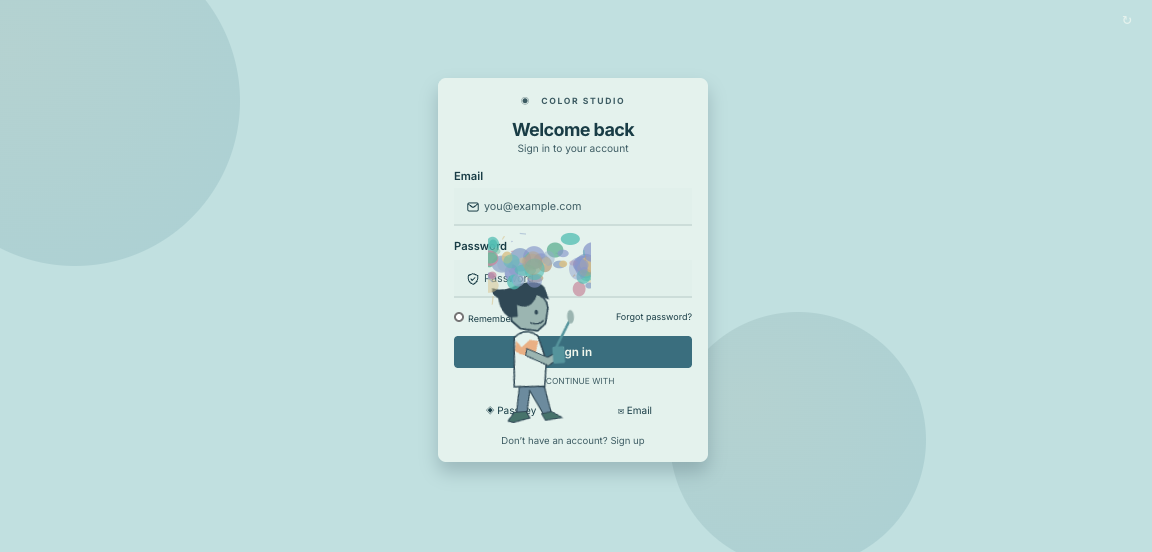 COLOR STUDIO
Welcome back
Sign in to your account
Email
you@example.com
Password
Forgot password?
CONTINUE WITH
Email
Don't have an account? Sign up